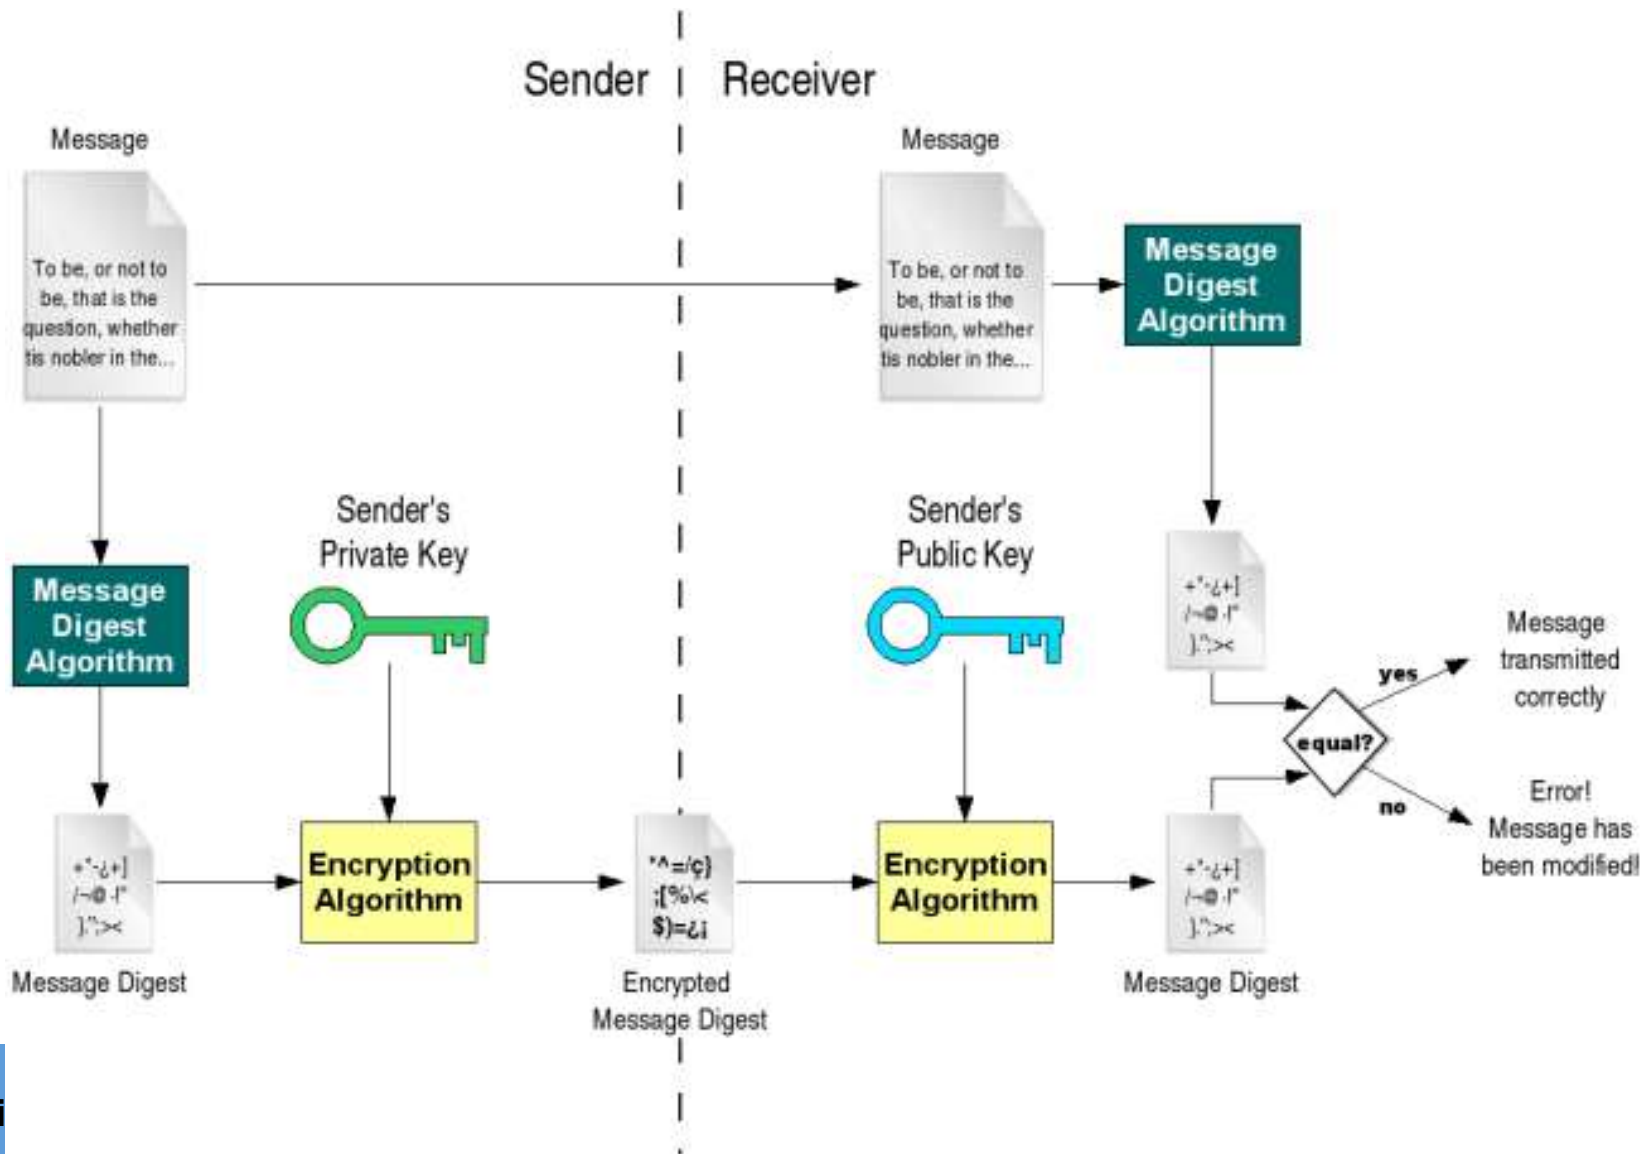 Sender
Receiver
Message
To be, or not to
be, that is the
question, whether
tis nobler in the...
Message
To be, or not to
be, that is the
question, whether
tis nobler in the...
Message
Digest
Algorithm
Sender's
Private Key
Sender's
Public Key
Message
Digest
Algorithm
+*-¿+]
/¬@-l"
}.";><
Message
transmitted
correctly
yes
equal?
no
Error!
Message has
been modified!
+*-¿+]
/¬@-l"
}.";><
Message Digest
Encryption
Algorithm
*^=/ç}
;[%\<
$)=¿¡
Encrypted
Message Digest
Encryption
Algorithm
+*-¿+]
/¬@-l"
}.";><
Message Digest